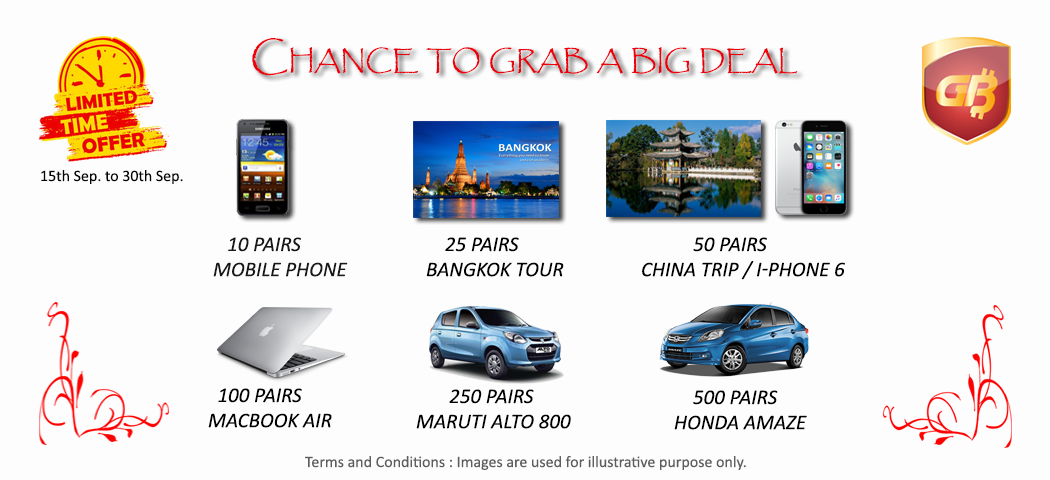 CHANCE TO GRAB A BIG DEAL
LIMITED
TIME
OFFER
15th Sep. to 30th Sep.
GB
SAMSUNG
BANGKOK
10 PAIRS
MOBILE PHONE
25 PAIRS
BANGKOK TOUR
50 PAIRS
CHINA TRIP / I-PHONE 6
100 PAIRS
MACBOOK AIR
250 PAIRS
MARUTI ALTO 800
500 PAIRS
HONDA AMAZE
Terms and Conditions : Images are used for illustrative purpose only.